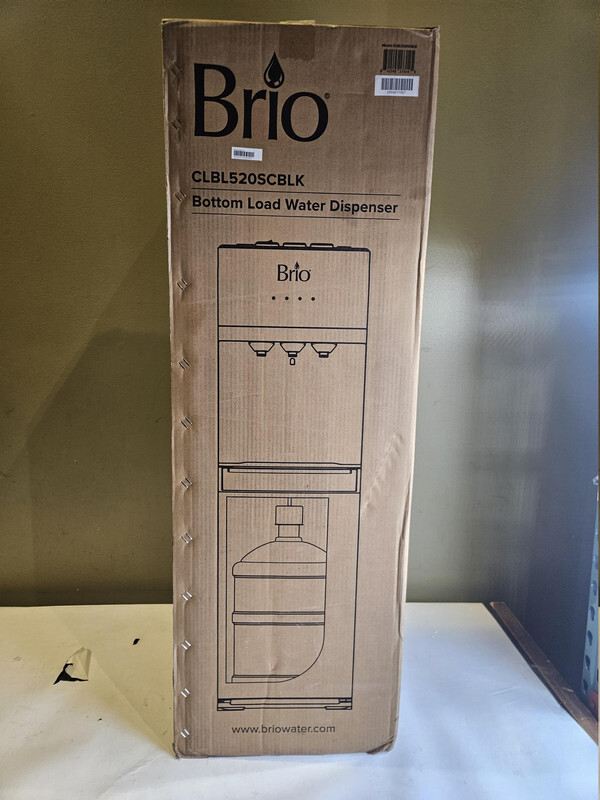 Brio
CLBL520SCBLK
Bottom Load Water Dispenser
Brio
www.briowater.com